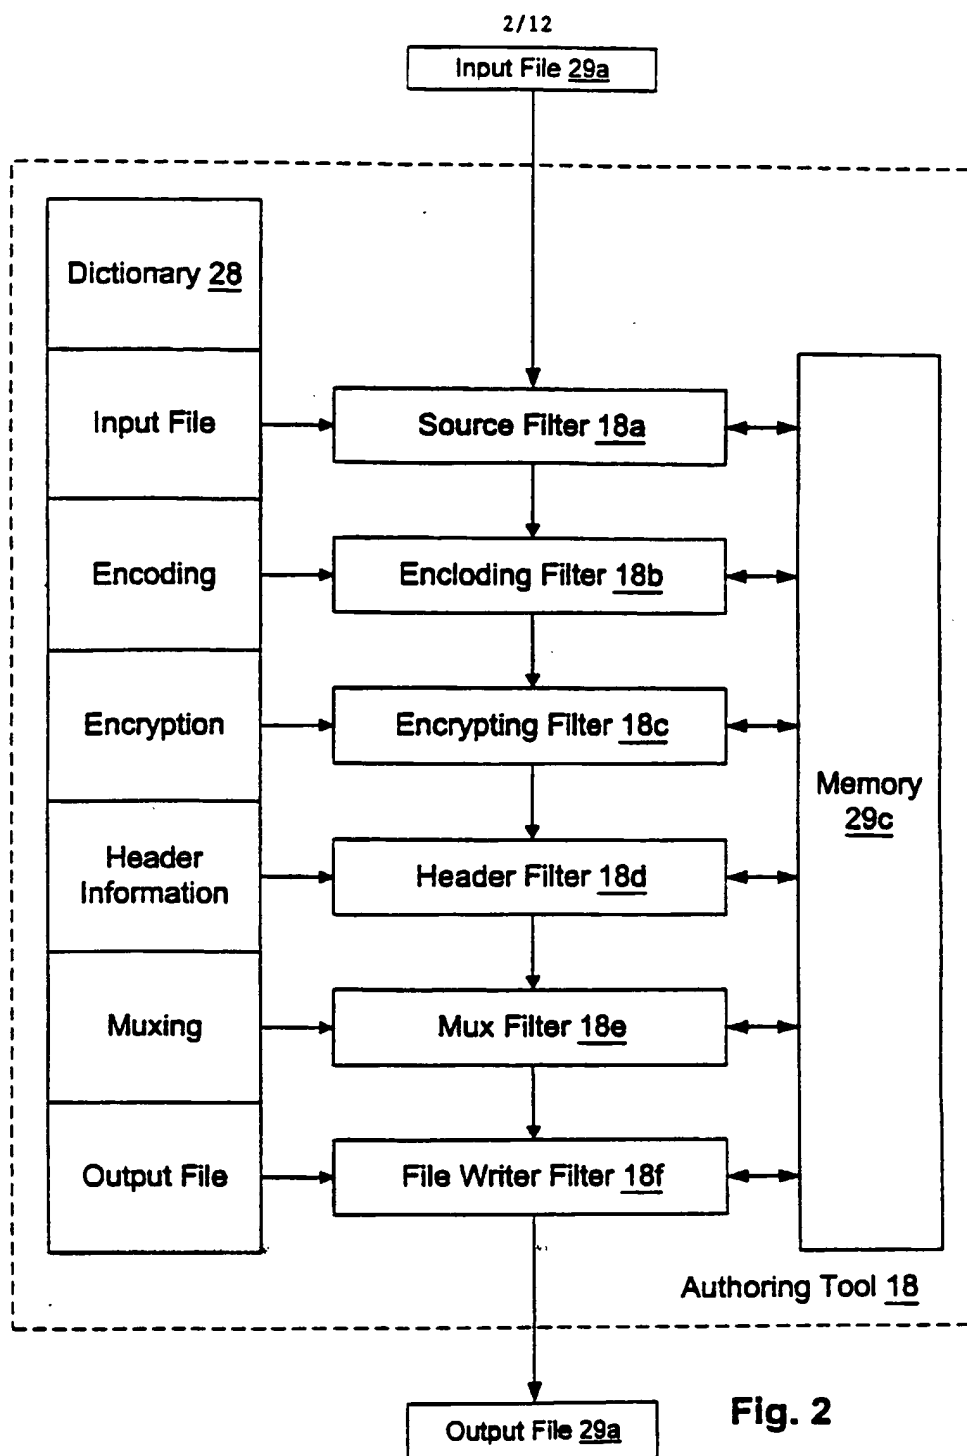 2/12
Input File 29a
Dictionary 28
Input File
Source Filter 18a
Encoding
Encloding Filter 18b
Encryption
Encrypting Filter 18c
Memory
29c
Header
Information
Header Filter 18d
Muxing
Mux Filter 18e
Output File
File Writer Filter 18f
Authoring Tool 18
Output File 29a
Fig. 2